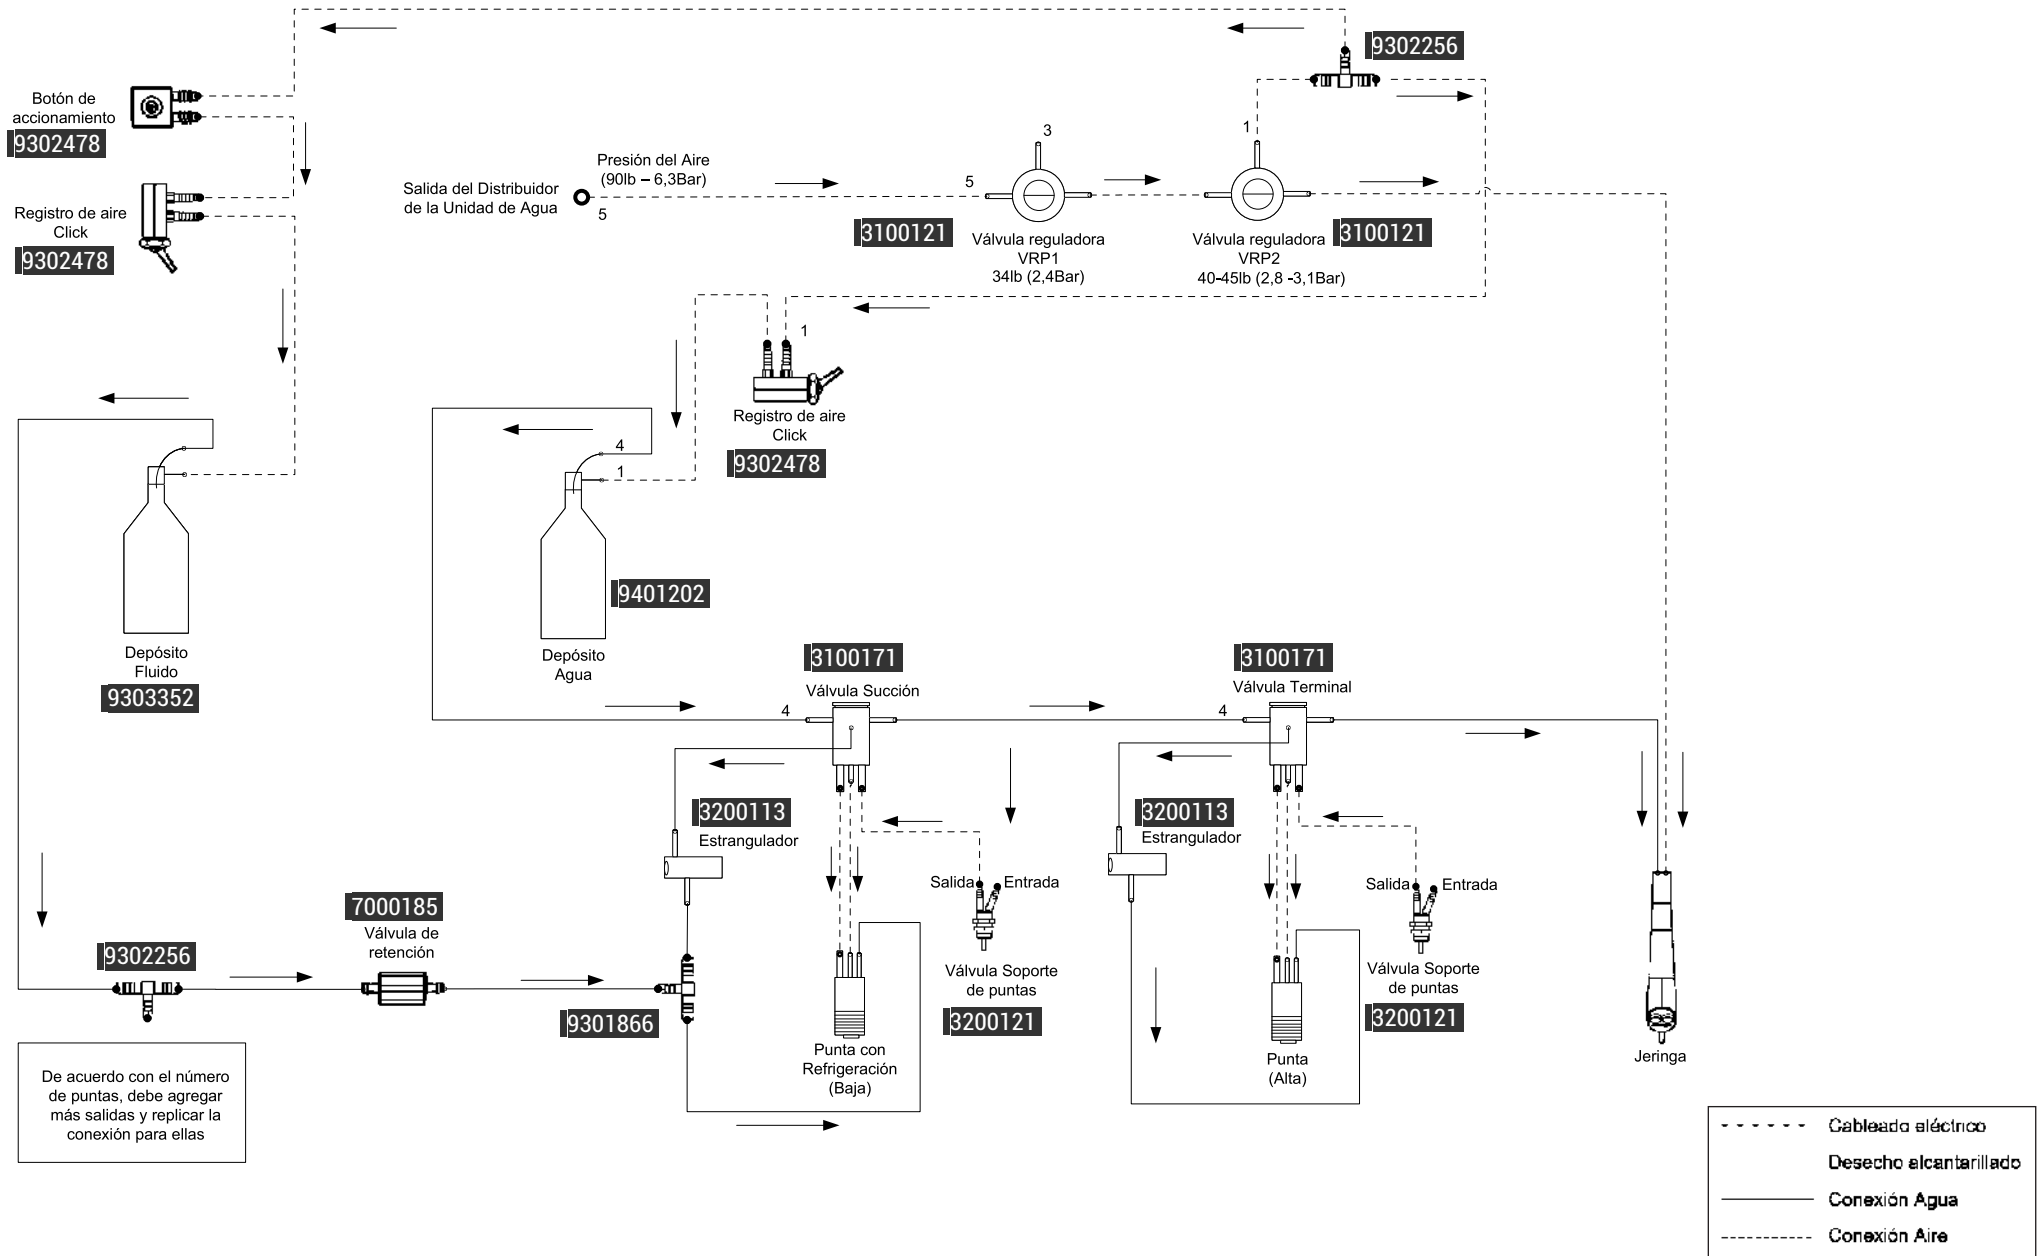 9302256
Botón de
accionamiento
9302478
Registro de aire
Click
9302478
Salida del Distribuidor
de la Unidad de Agua
5
Presión del Aire
(90lb – 6,3Bar)
5
3
3100121
Válvula reguladora
VRP1
34lb (2,4Bar)
1
Válvula reguladora
VRP2
40-45lb (2,8 -3,1Bar)
3100121
1
Registro de aire
Click
9302478
4
1
Depósito
Fluido
9303352
9401202
Depósito
Agua
3100171
Válvula Succión
4
3100171
Válvula Terminal
4
3200113
Estrangulador
3200113
Estrangulador
Salida
Entrada
Válvula Soporte
de puntas
3200121
Salida
Entrada
Válvula Soporte
de puntas
3200121
9302256
7000185
Válvula de
retención
9301866
Punta con
Refrigeración
(Baja)
Punta
(Alta)
Jeringa
De acuerdo con el número
de puntas, debe agregar
más salidas y replicar la
conexión para ellas
Cableado eléctrico
Desecho alcantarillado
Conexión Agua
Conexión Aire